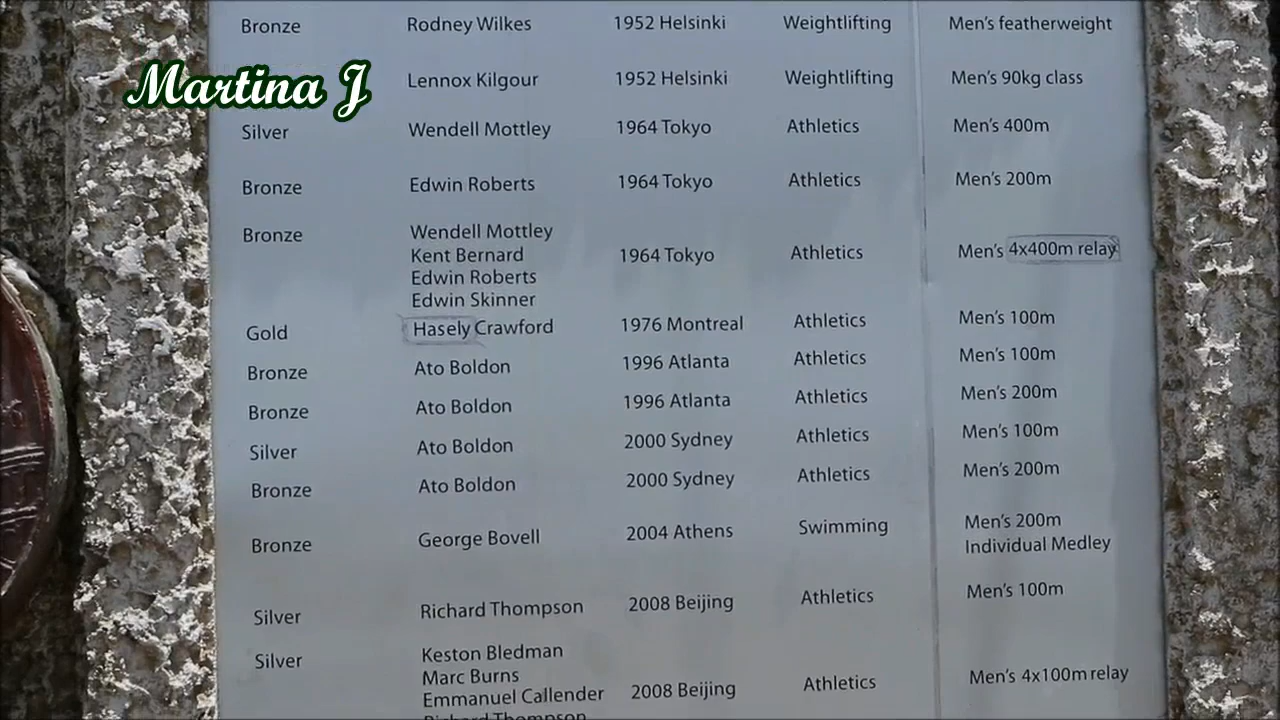 Bronze Rodney Wilkes 1952 Helsinki Weightlifting Men's featherweight
Martina J
Lennox Kilgour 1952 Helsinki Weightlifting Men's 90kg class
Silver Wendell Mottley 1964 Tokyo Athletics Men's 400m
Bronze Edwin Roberts 1964 Tokyo Athletics Men's 200m
Bronze Wendell Mottley
Kent Bernard 1964 Tokyo Athletics Men's 4x400m relay
Edwin Roberts
Edwin Skinner
Gold Hasely Crawford 1976 Montreal Athletics Men's 100m
Bronze Ato Boldon 1996 Atlanta Athletics Men's 100m
Bronze Ato Boldon 1996 Atlanta Athletics Men's 200m
Silver Ato Boldon 2000 Sydney Athletics Men's 100m
Bronze Ato Boldon 2000 Sydney Athletics Men's 200m
Bronze George Bovell 2004 Athens Swimming Men's 200m
Individual Medley
Silver Richard Thompson 2008 Beijing Athletics Men's 100m
Silver Keston Bledman
Marc Burns
Emmanuel Callender 2008 Beijing Athletics Men's 4x100m relay
Richard Thompson